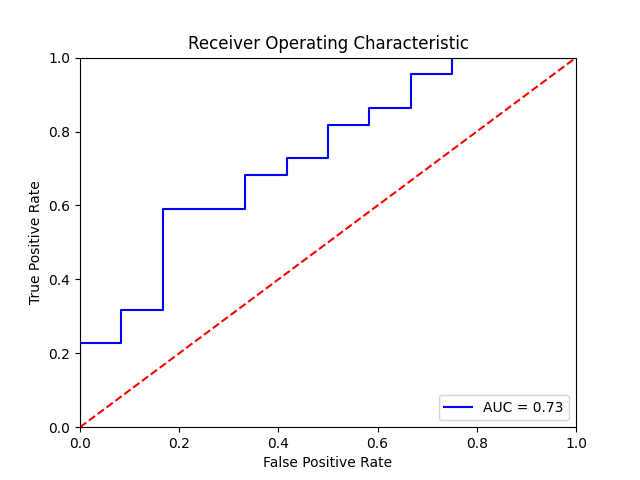 Receiver Operating Characteristic
1.0
0.8
0.6
0.4
0.2
0.0
True Positive Rate
AUC = 0.73
0.0 0.2 0.4 0.6 0.8 1.0
False Positive Rate